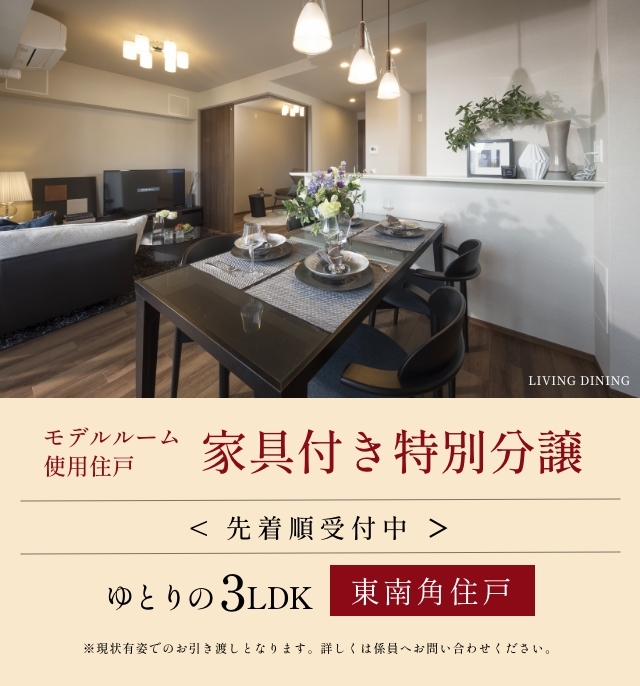 LIVING DINING
モデルルーム
使用住戸
家具付き特別分譲
< 先着順受付中 >
ゆとりの3LDK
東南角住戸
※現状有姿でのお引き渡しとなります。詳しくは係員へお問い合わせください。